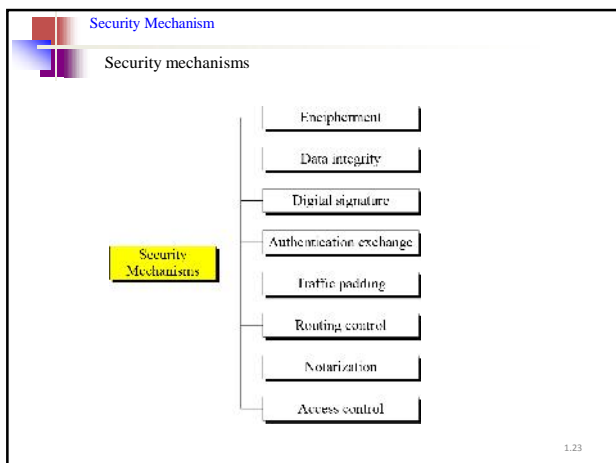 Security Mechanism
Security mechanisms
Encipherment
Data integrity
Digital signature
Authentication exchange
Security
Mechanisms
Traffic padding
Routing control
Notarization
Access control
1.23